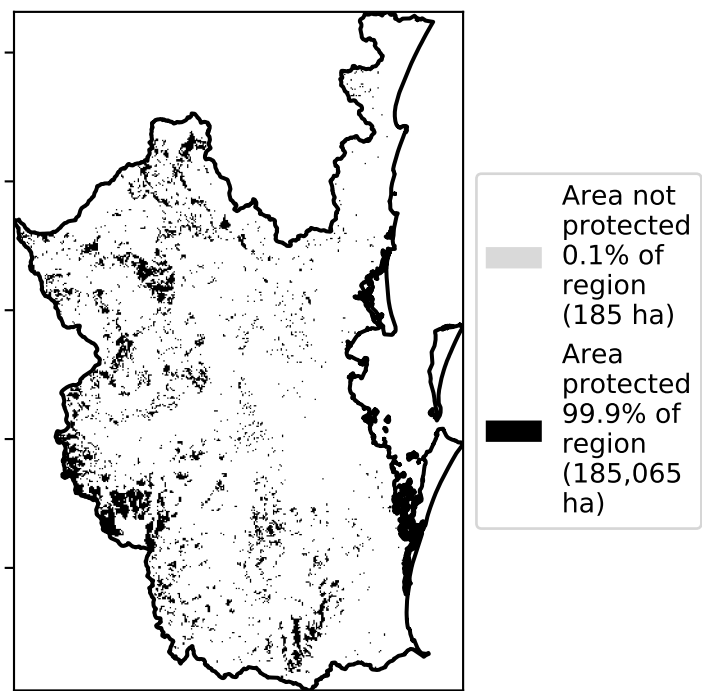 Area not
protected
0.1% of
region
(185 ha)
Area
protected
99.9% of
region
(185,065
ha)